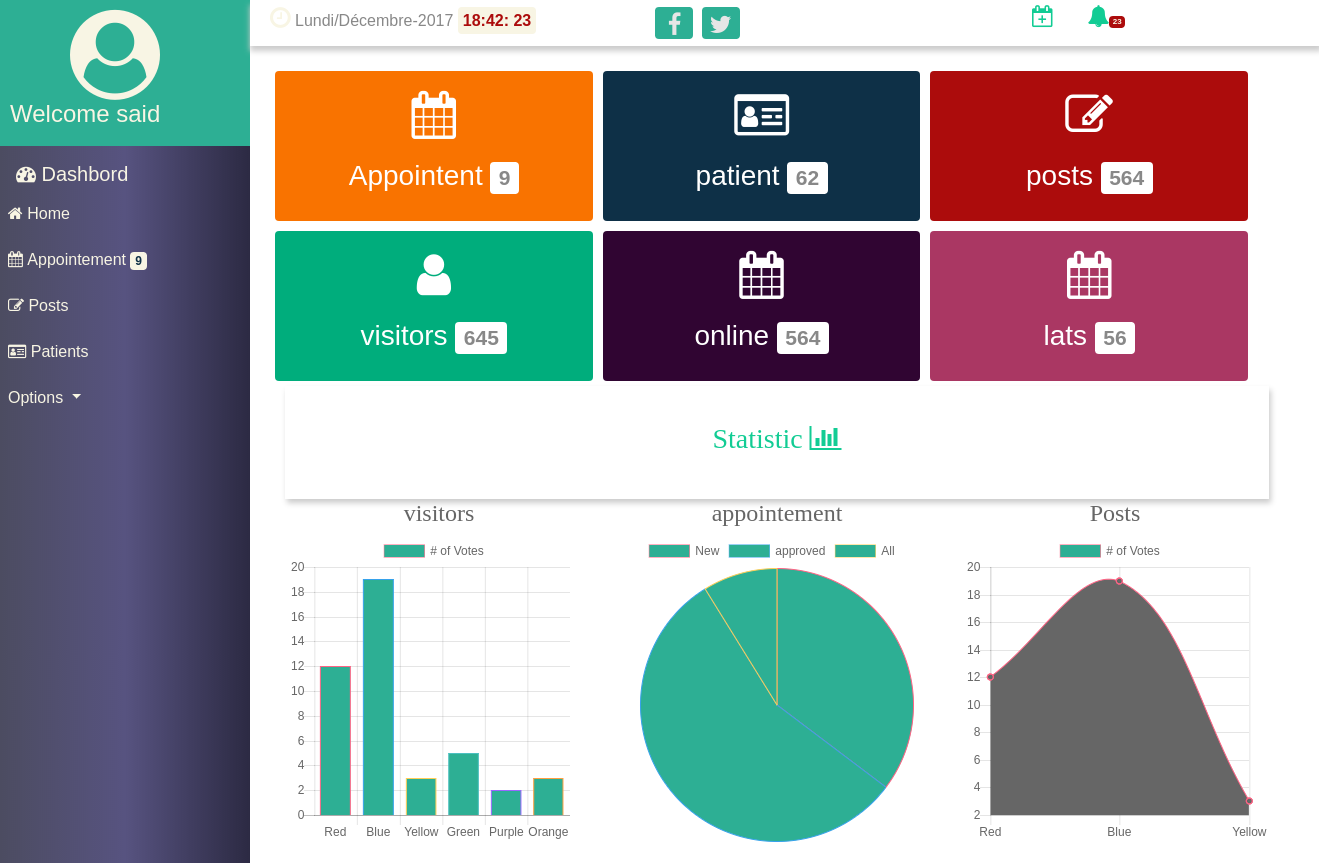 Welcome said
Dashbord
Home
Appointement 9
Posts
Patients
Options
Lundi/Décembre-2017 18:42: 23
23
Appointent 9
patient 62
posts 564
visitors 645
online 564
lats 56
Statistic
visitors
# of Votes
20
18
16
14
12
10
8
6
4
2
0
Red Blue Yellow Green Purple Orange
appointement
New approved All
Posts
# of Votes
20
18
16
14
12
10
8
6
4
2
Red Blue Yellow